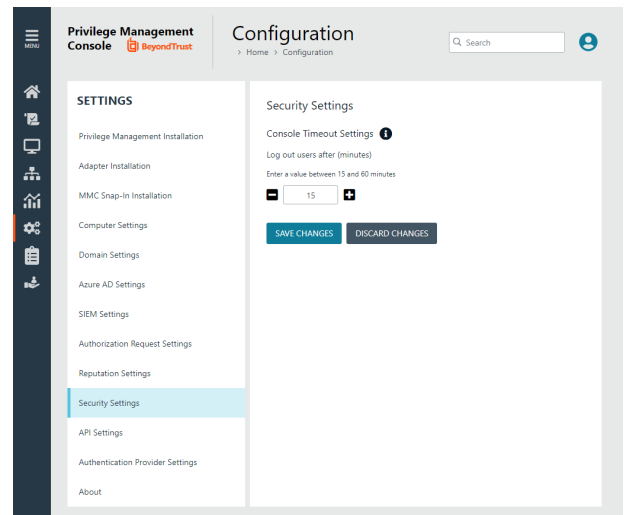 MENU
Privilege Management
Console BeyondTrust
Configuration
> Home > Configuration
Search
SETTINGS
Privilege Management Installation
Adapter Installation
MMC Snap-In Installation
Computer Settings
Domain Settings
Azure AD Settings
SIEM Settings
Authorization Request Settings
Reputation Settings
Security Settings
API Settings
Authentication Provider Settings
About
Security Settings
Console Timeout Settings
Log out users after (minutes)
Enter a value between 15 and 60 minutes
15
SAVE CHANGES DISCARD CHANGES